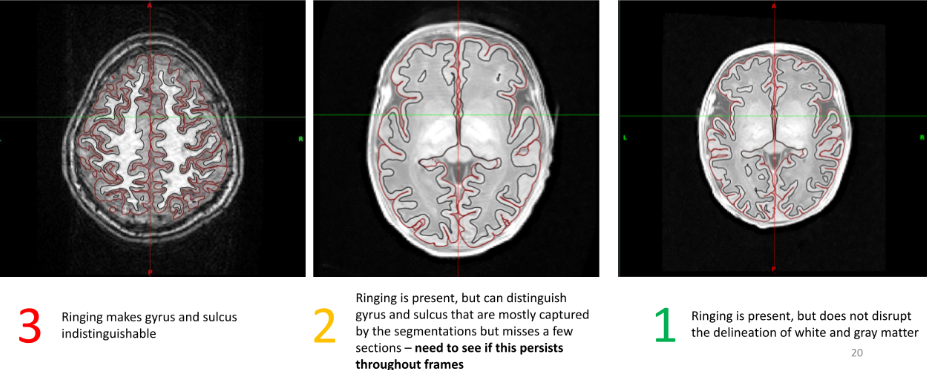 A
R
P
A
A
L
R
P
3
Ringing makes gyrus and sulcus
indistinguishable
2
Ringing is present, but can distinguish
gyrus and sulcus that are mostly captured
by the segmentations but misses a few
sections – need to see if this persists
throughout frames
1
Ringing is present, but does not disrupt
the delineation of white and gray matter
20